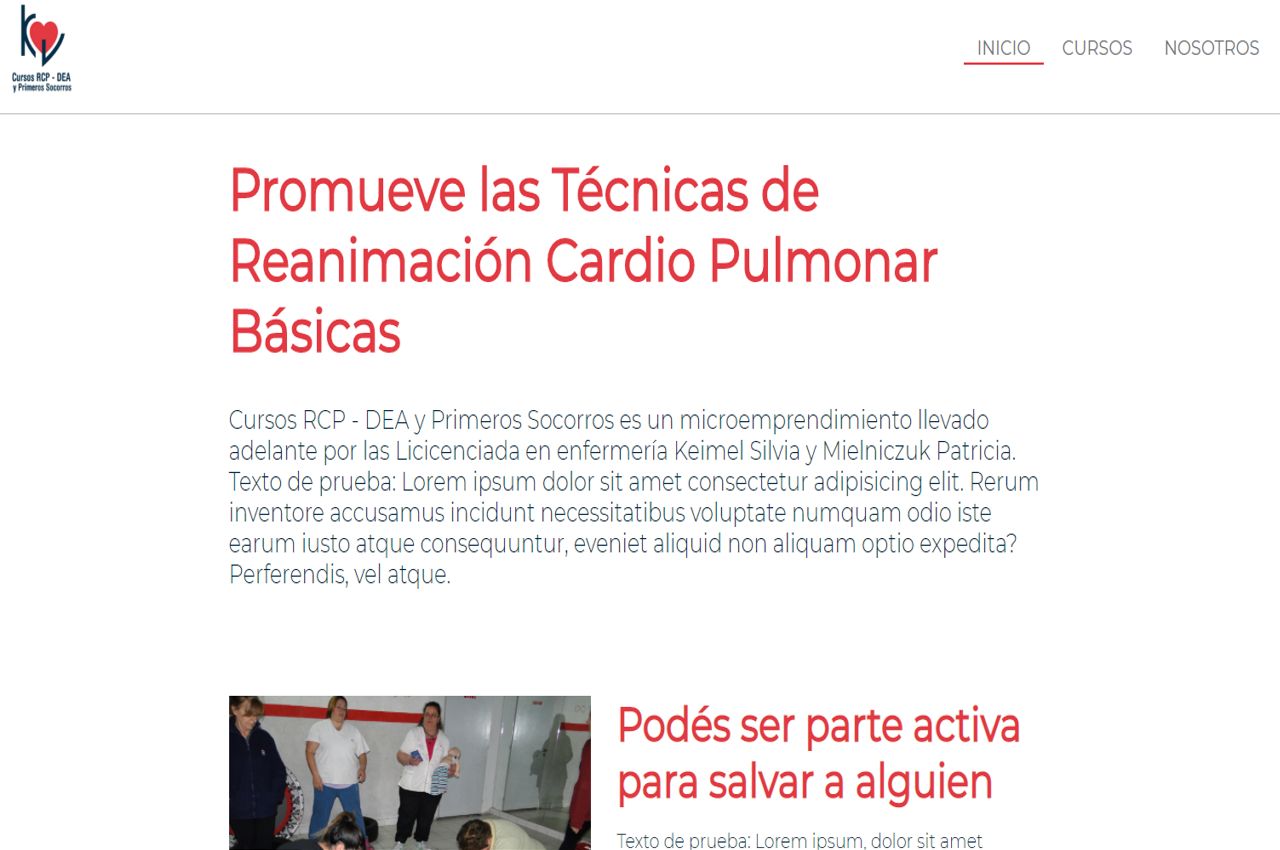 Cursos RCP - DEA
y Primeros Socorros
INICIO
CURSOS
NOSOTROS
Promueve las Técnicas de
Reanimación Cardio Pulmonar
Básicas
Cursos RCP - DEA y Primeros Socorros es un microemprendimiento llevado
adelante por las Licicenciada en enfermería Keimel Silvia y Mielniczuk Patricia.
Texto de prueba: Lorem ipsum dolor sit amet consectetur adipisicing elit. Rerum
inventore accusamus incidunt necessitatibus voluptate numquam odio iste
earum iusto atque consequuntur, eveniet aliquid non aliquam optio expedita?
Perferendis, vel atque.
Podés ser parte activa
para salvar a alguien
Texto de prueba: Lorem ipsum, dolor sit amet